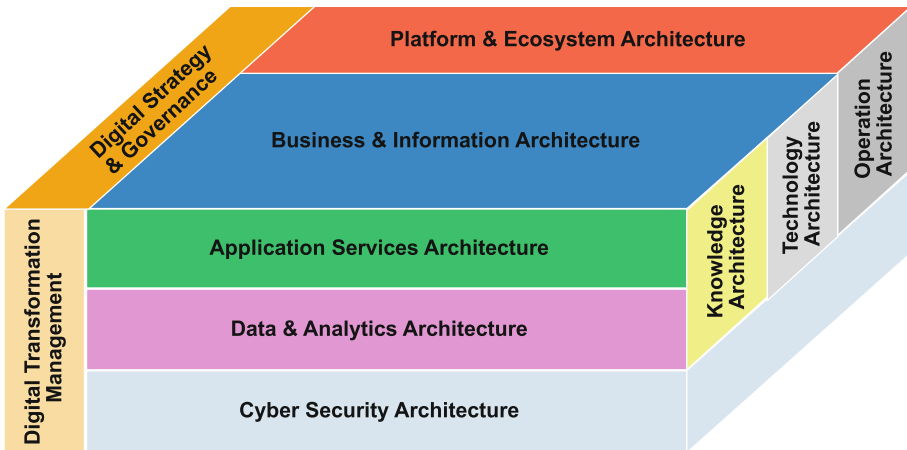 Platform & Ecosystem Architecture
Digital Strategy
& Governance
Business & Information Architecture
Operation
Architecture
Technology
Architecture
Knowledge
Architecture
Application Services Architecture
Data & Analytics Architecture
Cyber Security Architecture
Digital Transformation
Management